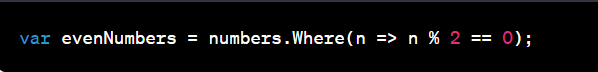 var evenNumbers = numbers.Where(n => n % 2 == 0);